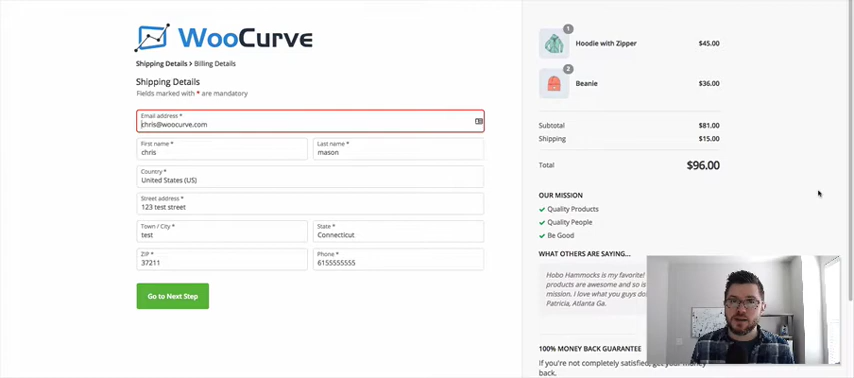 WooCurve
Shipping Details > Billing Details
Shipping Details
Fields marked with * are mandatory
Email address *
chris@woocurve.com
First name *
chris
Last name *
mason
Country *
United States (US)
Street address *
123 test street
Town / City *
test
State *
Connecticut
ZIP *
37211
Phone *
6155555555
Go to Next Step
1
Hoodie with Zipper $45.00
2
Beanie $36.00
Subtotal $81.00
Shipping $15.00
Total $96.00
OUR MISSION
✓ Quality Products
✓ Quality People
✓ Be Good
WHAT OTHERS ARE SAYING...
Hobo Hammocks is my favorite!
products are awesome and so is
mission. I love what you guys do
Patricia, Atlanta Ga.
100% MONEY BACK GUARANTEE
If you're not completely satisfied, get your money
back.